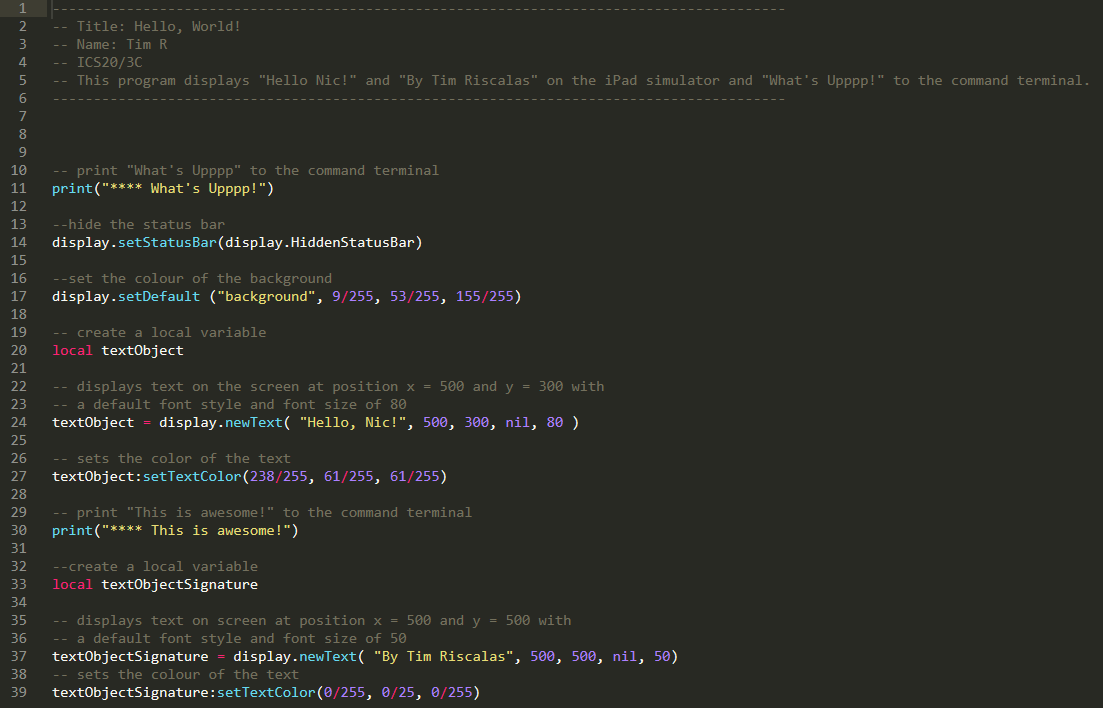 1 -----------------------------------------------------------------------------------------
2 -- Title: Hello, World!
3 -- Name: Tim R
4 -- ICS20/3C
5 -- This program displays "Hello Nic!" and "By Tim Riscalas" on the iPad simulator and "What's Upppp!" to the command terminal.
6 -----------------------------------------------------------------------------------------
7
8
9
10 -- print "What's Upppp" to the command terminal
11 print("**** What's Upppp!")
12
13 --hide the status bar
14 display.setStatusBar(display.HiddenStatusBar)
15
16 --set the colour of the background
17 display.setDefault ("background", 9/255, 53/255, 155/255)
18
19 -- create a local variable
20 local textObject
21
22 -- displays text on the screen at position x = 500 and y = 300 with
23 -- a default font style and font size of 80
24 textObject = display.newText( "Hello, Nic!", 500, 300, nil, 80 )
25
26 -- sets the color of the text
27 textObject:setTextColor(238/255, 61/255, 61/255)
28
29 -- print "This is awesome!" to the command terminal
30 print("**** This is awesome!")
31
32 --create a local variable
33 local textObjectSignature
34
35 -- displays text on screen at position x = 500 and y = 500 with
36 -- a default font style and font size of 50
37 textObjectSignature = display.newText( "By Tim Riscalas", 500, 500, nil, 50)
38 -- sets the colour of the text
39 textObjectSignature:setTextColor(0/255, 0/25, 0/255)